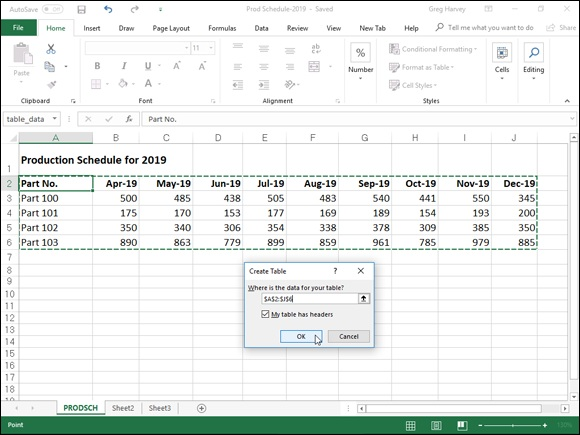 AutoSave Off Prod Schedule-2019 - Saved Greg Harvey
File Home Insert Page Layout Formulas Data Review View New Tab Help Tell me what you want to do Share
11 A A ab % Conditional Formatting
Paste B I U A Number Format as Table Cells Editing
Cell Styles
Clipboard Font Alignment Styles
table_data fx Part No.
A B C D E F G H I J
1 Production Schedule for 2019
2 Part No. Apr-19 May-19 Jun-19 Jul-19 Aug-19 Sep-19 Oct-19 Nov-19 Dec-19
3 Part 100 500 485 438 505 483 540 441 550 345
4 Part 101 175 170 153 177 169 189 154 193 200
5 Part 102 350 340 306 354 338 378 309 385 350
6 Part 103 890 863 779 899 859 961 785 979 885
7
8
8
9
10
11
12
13
14
15
16
17
18
Create Table ? ×
Where is the data for your table?
$A$2:$J$6
My table has headers
OK Cancel
PRODSCH Sheet2 Sheet3
Point